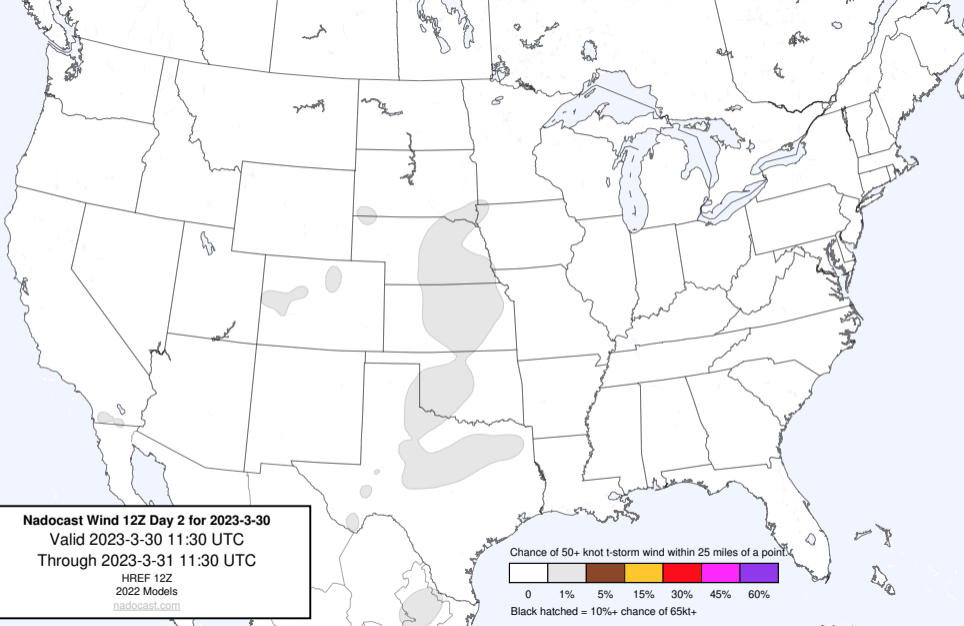 Nadocast Wind 12Z Day 2 for 2023-3-30
Valid 2023-3-30 11:30 UTC
Through 2023-3-31 11:30 UTC
HREF 12Z
2022 Models
nadocast.com
Chance of 50+ knot t-storm wind within 25 miles of a point.
0 1% 5% 15% 30% 45% 60%
Black hatched = 10%+ chance of 65kt+